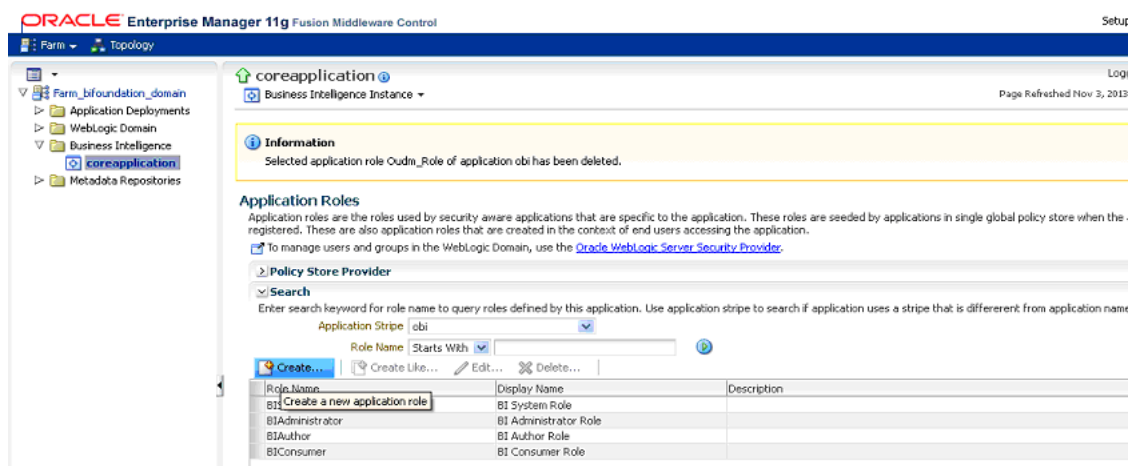 ORACLE Enterprise Manager 11g Fusion Middleware Control
Setup
Farm Topology
coreapplication
Business Intelligence Instance
Page Refreshed Nov 3, 2013
Farm_bifoundation_domain
Application Deployments
WebLogic Domain
Business Intelligence
coreapplication
Metadata Repositories
Information
Selected application role Oudm_Role of application obi has been deleted.
Application Roles
Application roles are the roles used by security aware applications that are specific to the application. These roles are seeded by applications in single global policy store when the
registered. These are also application roles that are created in the context of end users accessing the application.
To manage users and groups in the WebLogic Domain, use the Oracle WebLogic Server Security Provider.
Policy Store Provider
Search
Enter search keyword for role name to query roles defined by this application. Use application stripe to search if application uses a stripe that is differerent from application name
Application Stripe obi
Role Name Starts With
Create... Create Like... Edit... Delete...
Role Name Display Name Description
Create a new application role
BI System Role
BIAdministrator BI Administrator Role
BIAuthor BI Author Role
BIConsumer BI Consumer Role